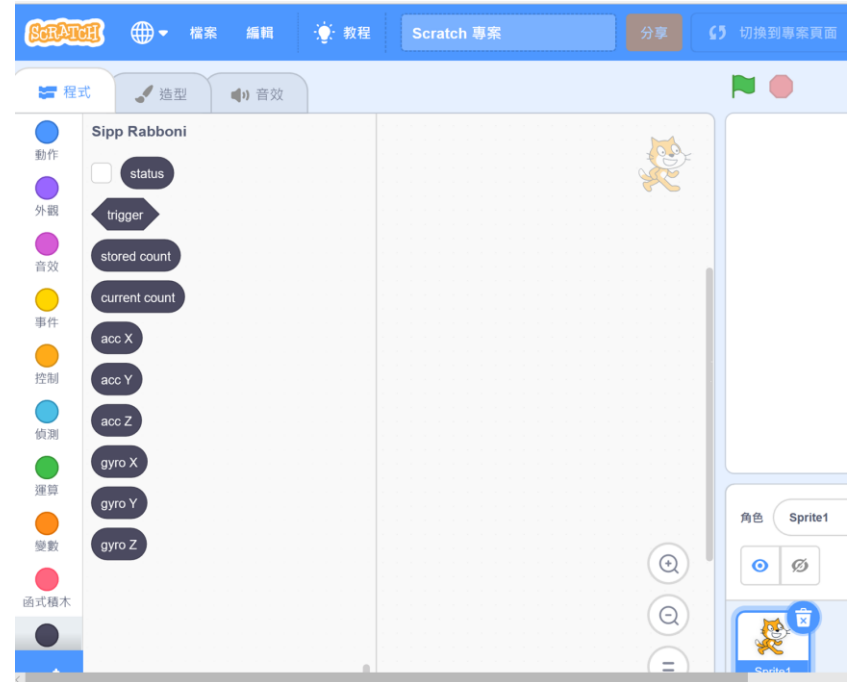 SCRATCH 檔案 編輯 教程 Scratch 專案 分享 切換到專案頁面
程式 造型 音效
Sipp Rabboni
動作
status
外觀
trigger
音效
stored count
事件
current count
控制
acc X
偵測
acc Y
運算
acc Z
變數
gyro X
函式積木
gyro Y
gyro Z
角色 Sprite1
Sprite1